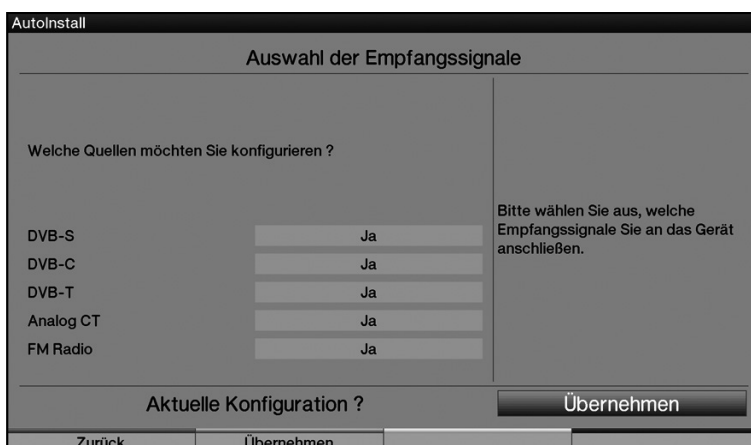 AutoInstall
Auswahl der Empfangssignale
Welche Quellen möchten Sie konfigurieren ?
DVB-S Ja
DVB-C Ja
DVB-T Ja
Analog CT Ja
FM Radio Ja
Bitte wählen Sie aus, welche
Empfangssignale Sie an das Gerät
anschließen.
Aktuelle Konfiguration ? Übernehmen
Zurück Übernehmen